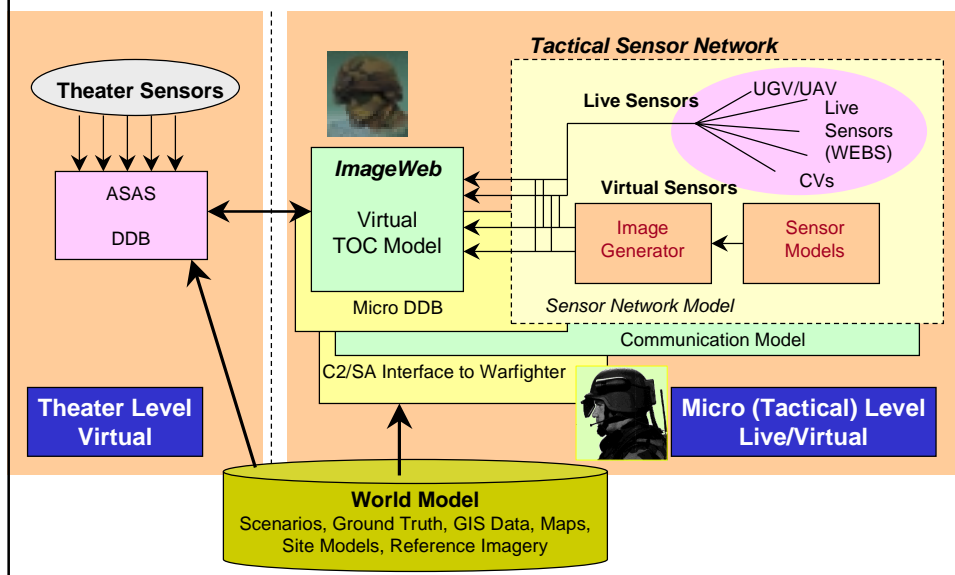 Tactical Sensor Network
Theater Sensors
UGV/UAV
Live Sensors
Live
Sensors
(WEBS)
CVs
ASAS
DDB
ImageWeb
Virtual
TOC Model
Virtual Sensors
Image
Generator
Sensor
Models
Micro DDB
Sensor Network Model
Communication Model
C2/SA Interface to Warfighter
Theater Level
Virtual
Micro (Tactical) Level
Live/Virtual
World Model
Scenarios, Ground Truth, GIS Data, Maps,
Site Models, Reference Imagery